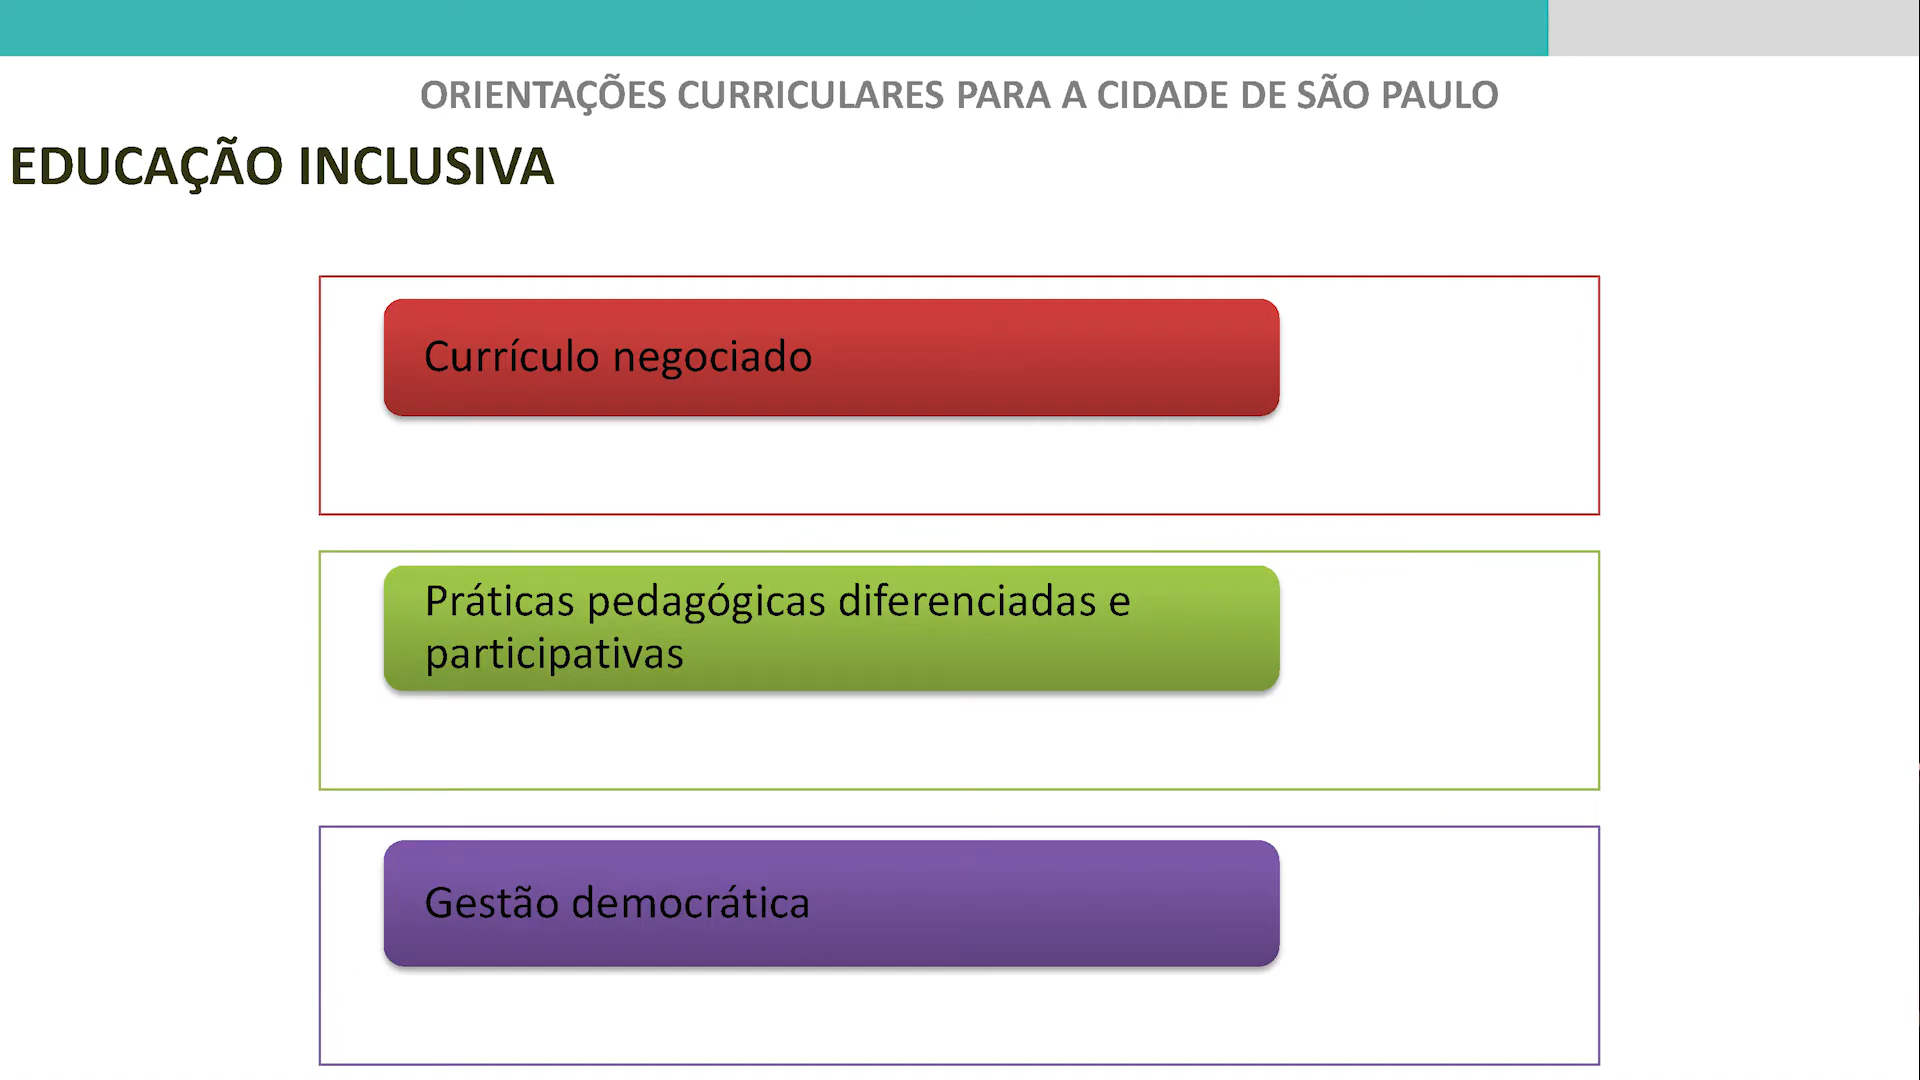 ORIENTAÇÕES CURRICULARES PARA A CIDADE DE SÃO PAULO
EDUCAÇÃO INCLUSIVA
Currículo negociado
Práticas pedagógicas diferenciadas e
participativas
Gestão democrática